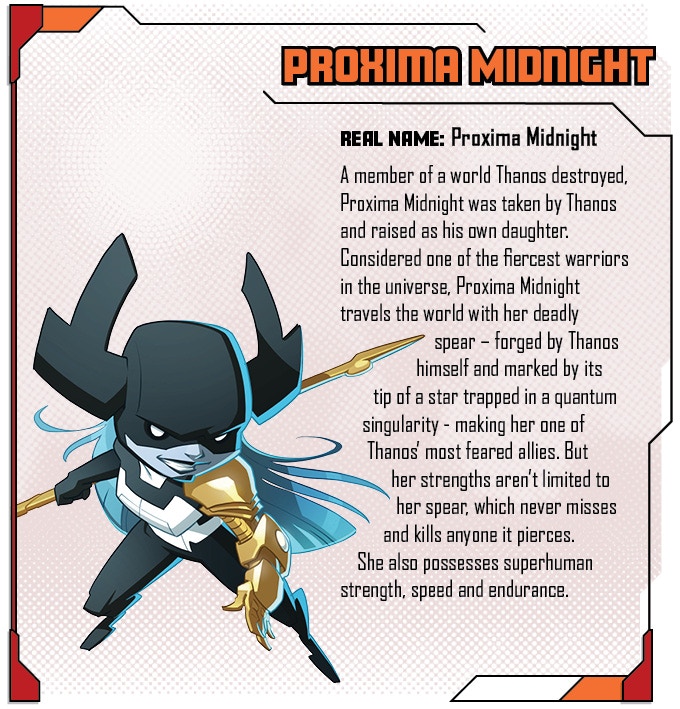 PROXIMA MIDNIGHT
REAL NAME: Proxima Midnight
A member of a world Thanos destroyed,
Proxima Midnight was taken by Thanos
and raised as his own daughter.
Considered one of the fiercest warriors
in the universe, Proxima Midnight
travels the world with her deadly
spear – forged by Thanos
himself and marked by its
tip of a star trapped in a quantum
singularity - making her one of
Thanos’ most feared allies. But
her strengths aren’t limited to
her spear, which never misses
and kills anyone it pierces.
She also possesses superhuman
strength, speed and endurance.